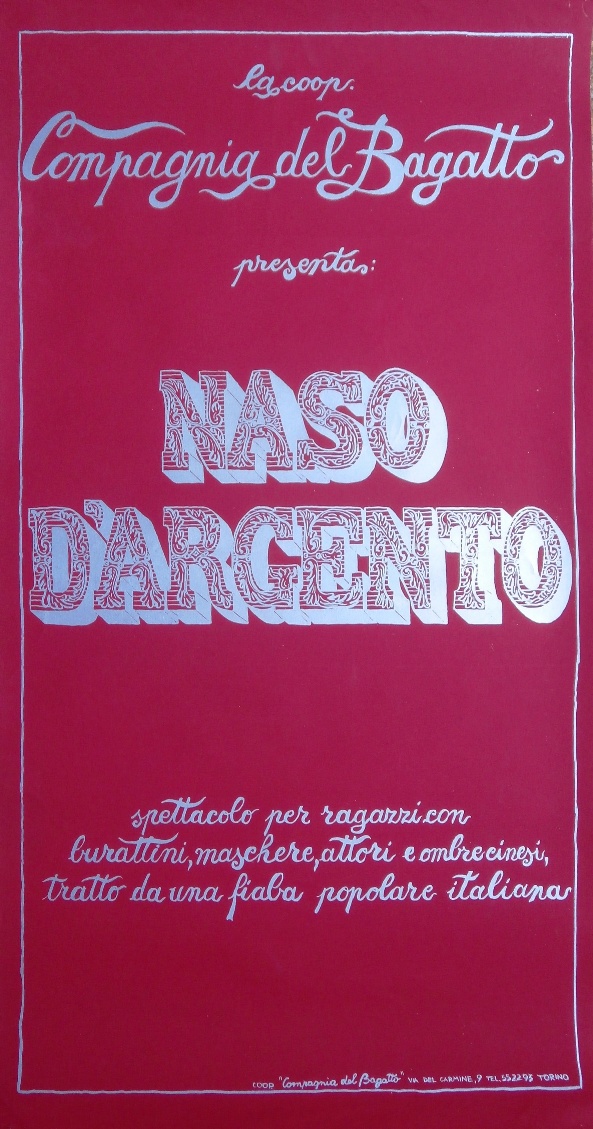 la coop.
Compagnia del Bagatto
presenta:
NASO
D'ARGENTO
spettacolo per ragazzi con
burattini, maschere, attori e ombre cinesi,
tratto da una fiaba popolare italiana
COOP "Compagnia del Bagatto" VIA DEL CARMINE, 9 TEL. 552293 TORINO